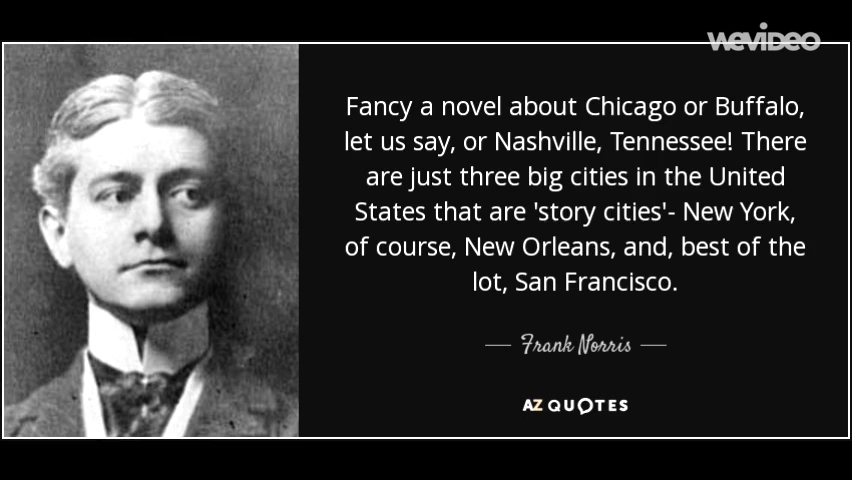 WEVIDEO
Fancy a novel about Chicago or Buffalo,
let us say, or Nashville, Tennessee! There
are just three big cities in the United
States that are 'story cities'- New York,
of course, New Orleans, and, best of the
lot, San Francisco.
Frank Norris
AZ QUOTES